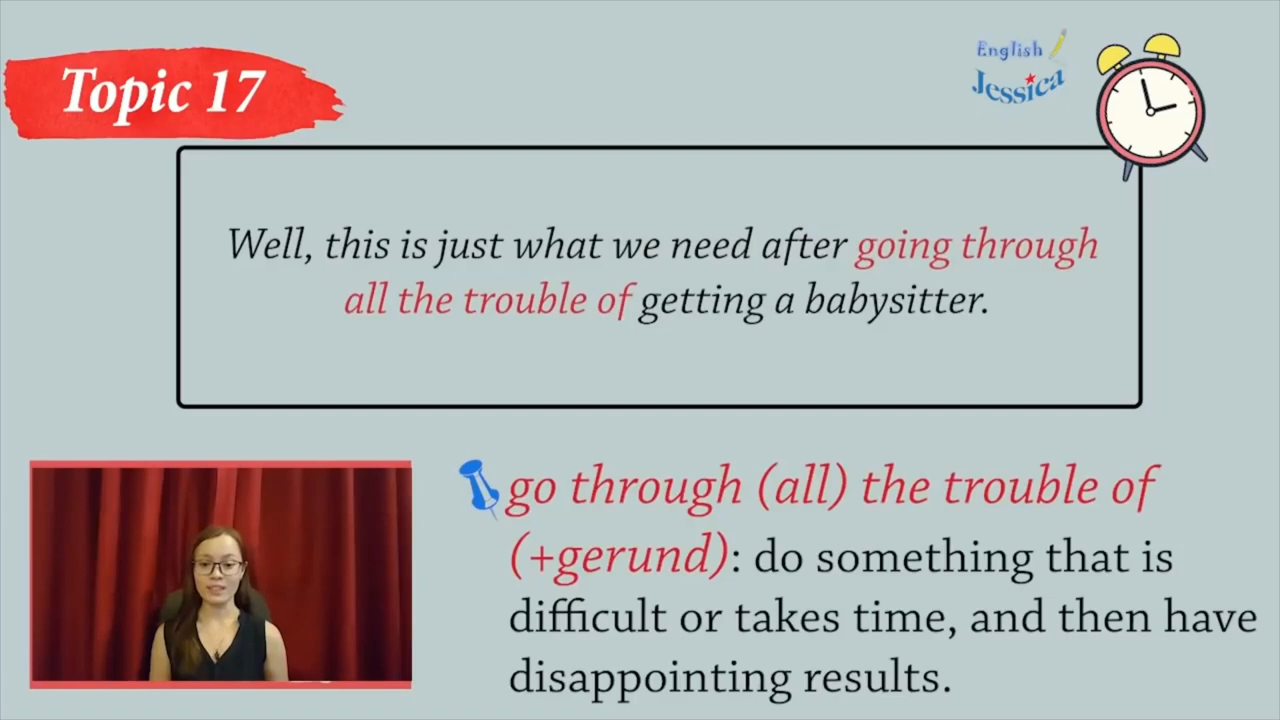 Topic 17
English
Jessica
Well, this is just what we need after going through
all the trouble of getting a babysitter.
go through (all) the trouble of
(+gerund): do something that is
difficult or takes time, and then have
disappointing results.